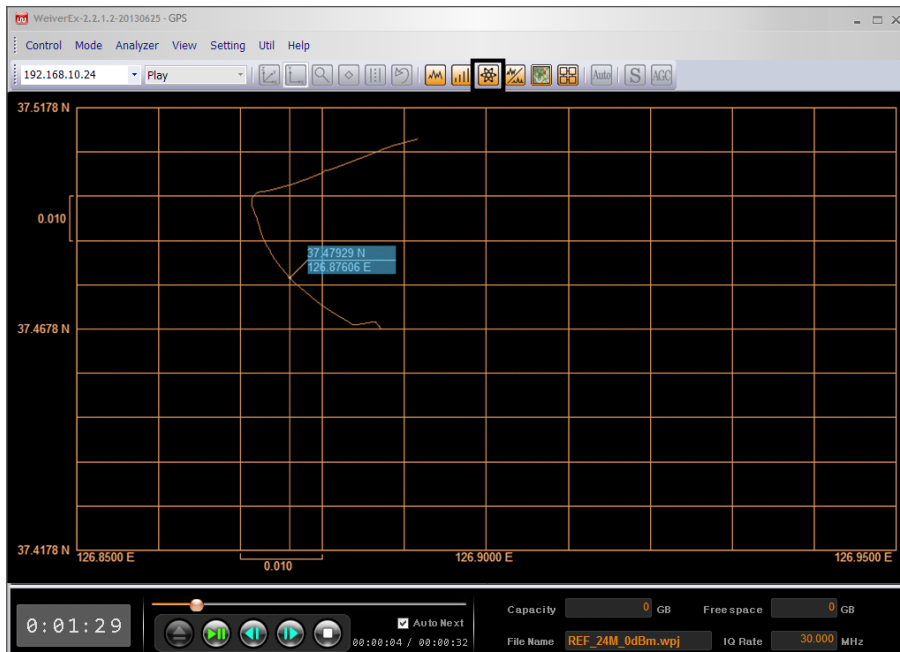 WeiverEx-2.2.1.2-20130625 - GPS
Control Mode Analyzer View Setting Util Help
192.168.10.24 Play Auto S AGC
37.5178 N
0.010
37.47929 N
126.87606 E
37.4678 N
37.4178 N
126.8500 E 126.9000 E 126.9500 E
0.010
0:01:29
Auto Next
00:00:04 / 00:00:32
Capacity 0 GB Free space 0 GB
File Name REF_24M_0dBm.wpj IQ Rate 30.000 MHz